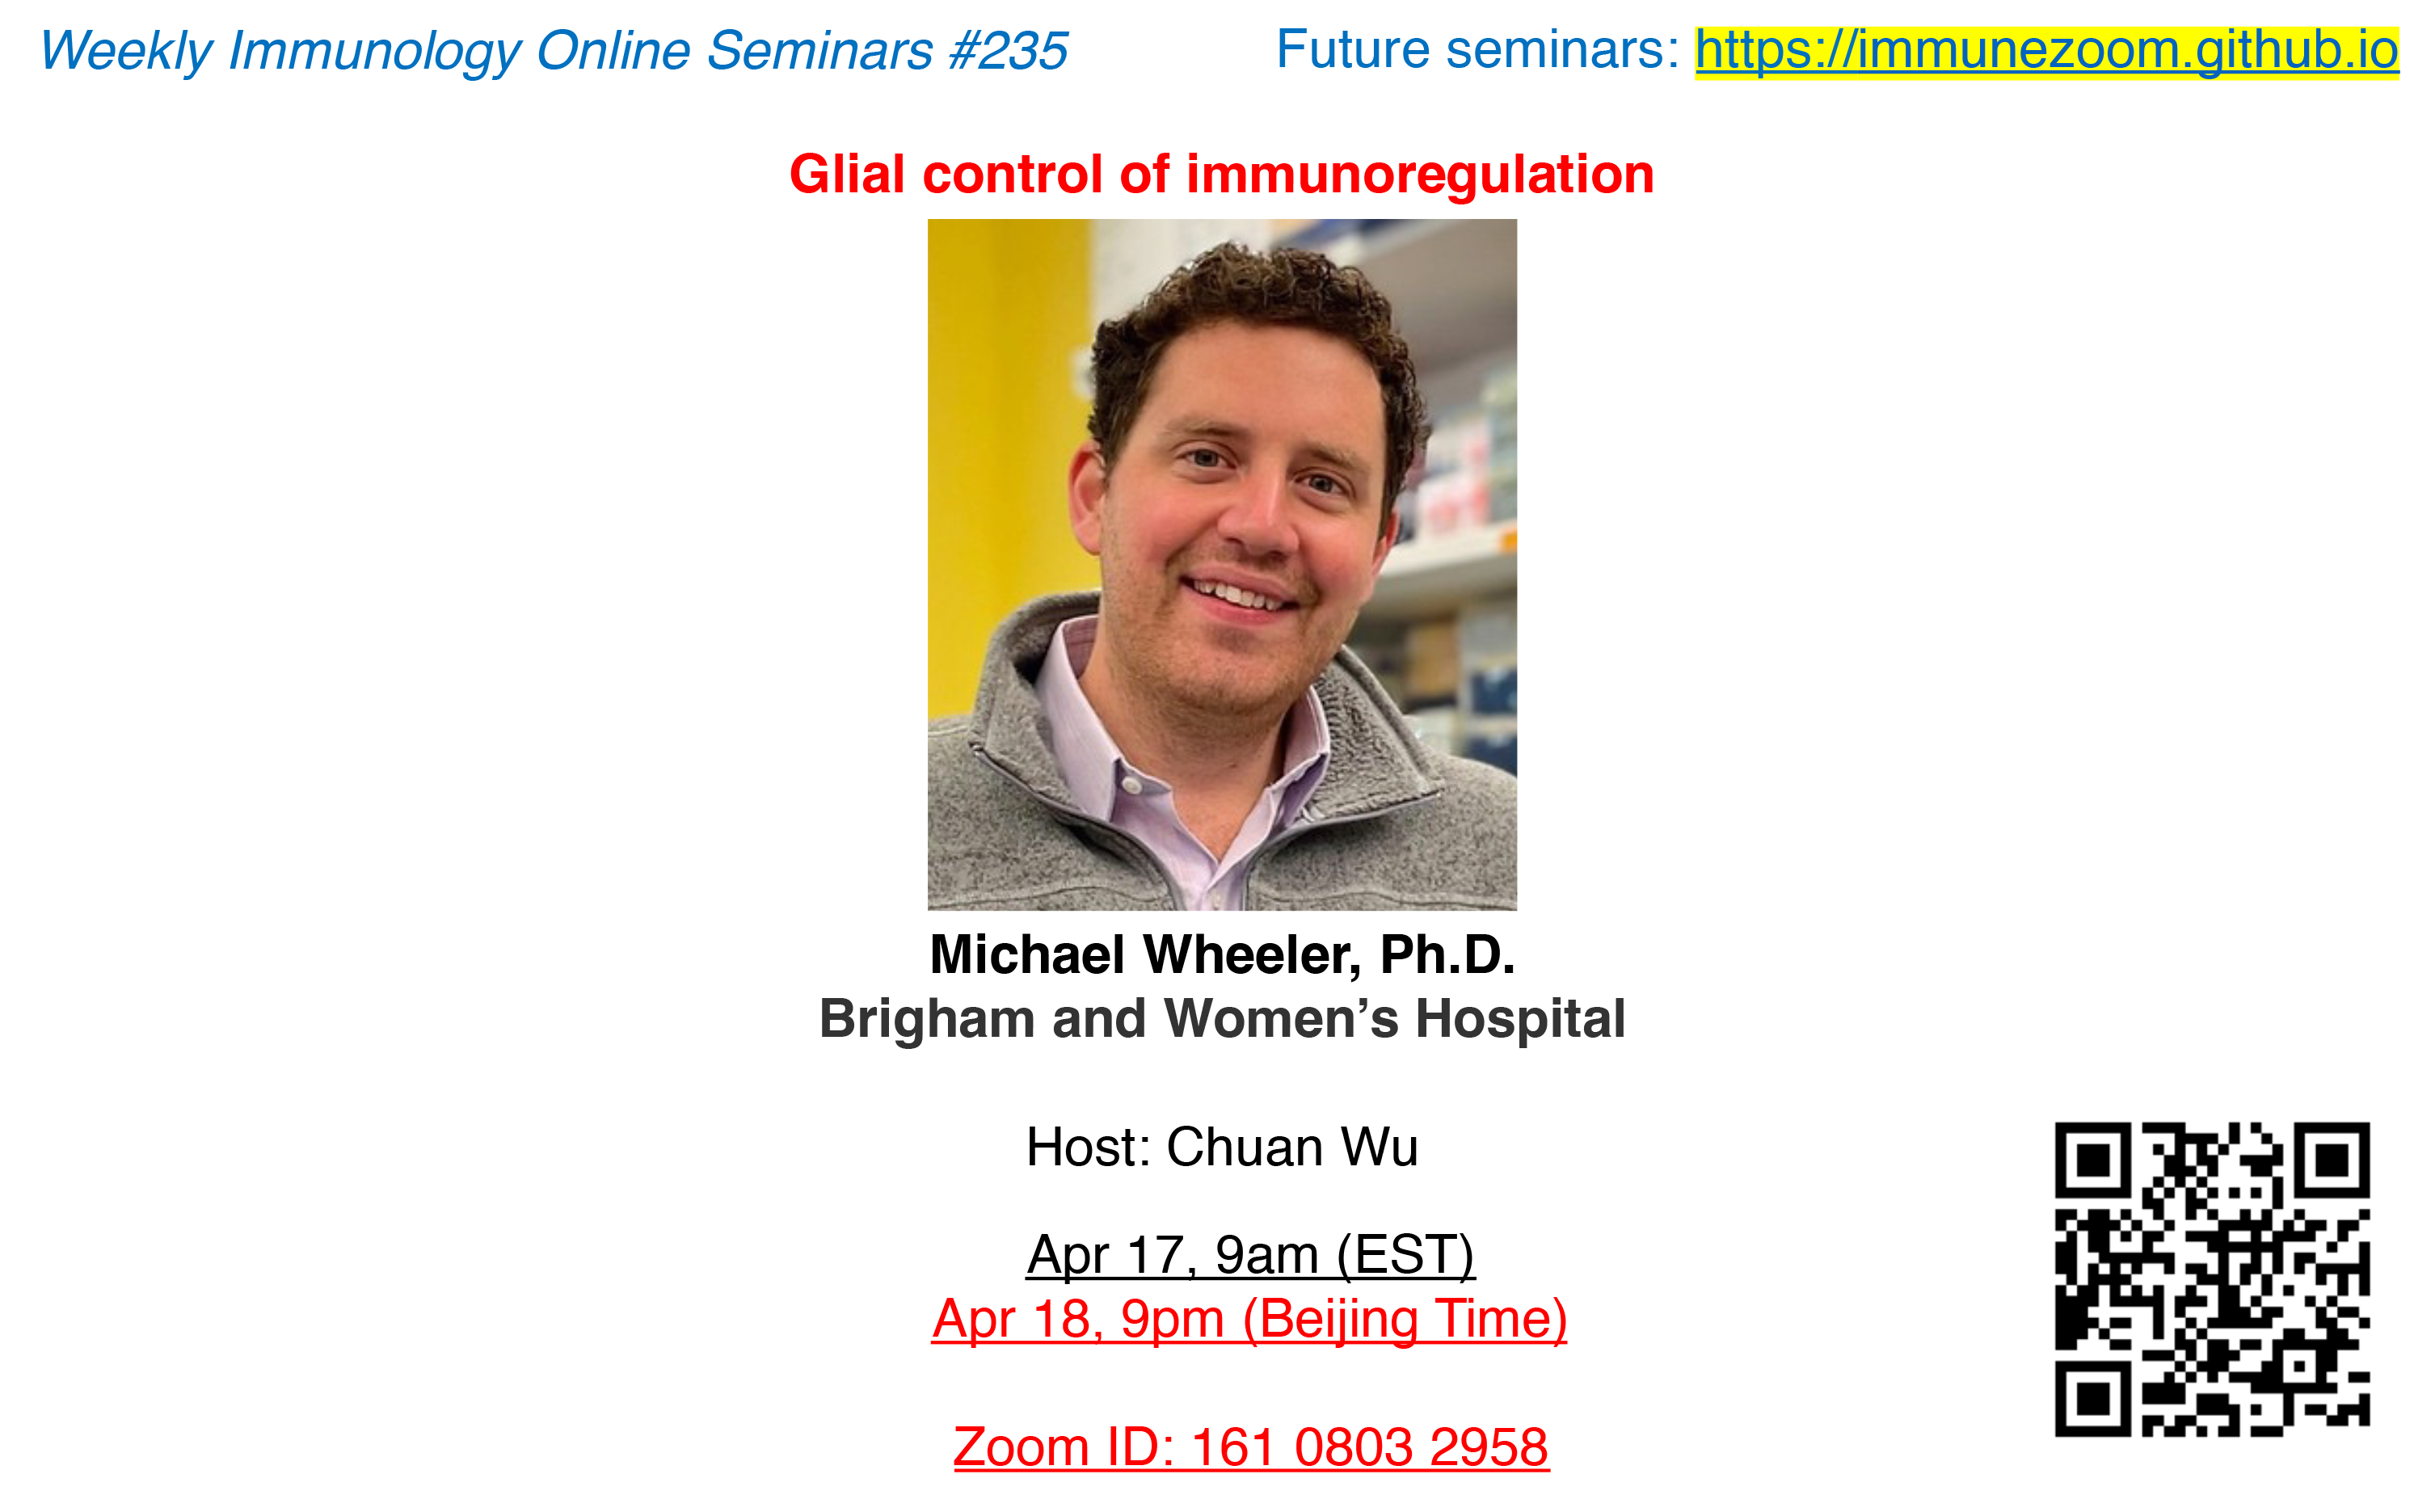 Weekly Immunology Online Seminars #235
Future seminars: https://immunezoom.github.io
Glial control of immunoregulation
Michael Wheeler, Ph.D.
Brigham and Women’s Hospital
Host: Chuan Wu
Apr 17, 9am (EST)
Apr 18, 9pm (Beijing Time)
Zoom ID: 161 0803 2958